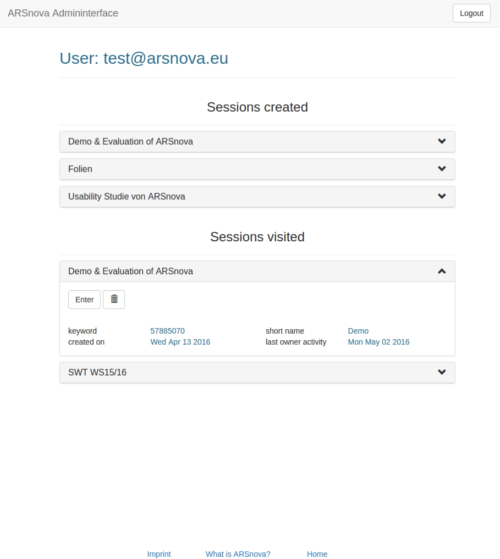 ARSnova Admininterface
Logout
User: test@arsnova.eu
Sessions created
Demo & Evaluation of ARSnova
Folien
Usability Studie von ARSnova
Sessions visited
Demo & Evaluation of ARSnova
Enter
keyword 57885070 short name Demo
created on Wed Apr 13 2016 last owner activity Mon May 02 2016
SWT WS15/16
Imprint What is ARSnova? Home